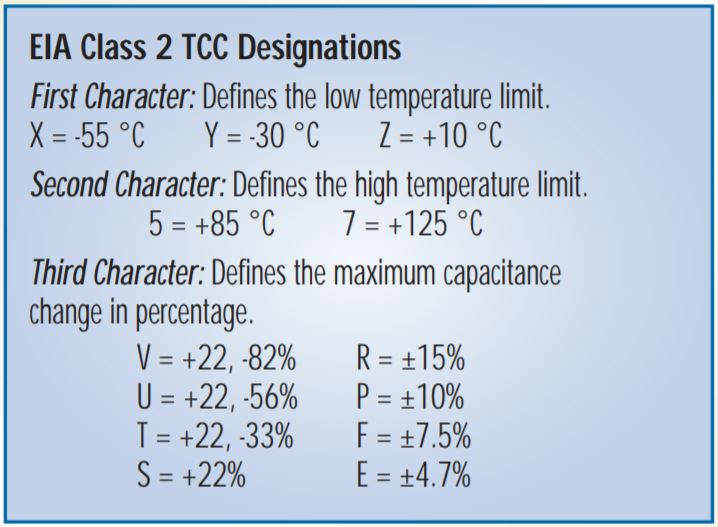 EIA Class 2 TCC Designations
First Character: Defines the low temperature limit.
X = -55 °C Y = -30 °C Z = +10 °C
Second Character: Defines the high temperature limit.
5 = +85 °C 7 = +125 °C
Third Character: Defines the maximum capacitance
change in percentage.
V = +22, -82% R = ±15%
U = +22, -56% P = ±10%
T = +22, -33% F = ±7.5%
S = +22% E = ±4.7%